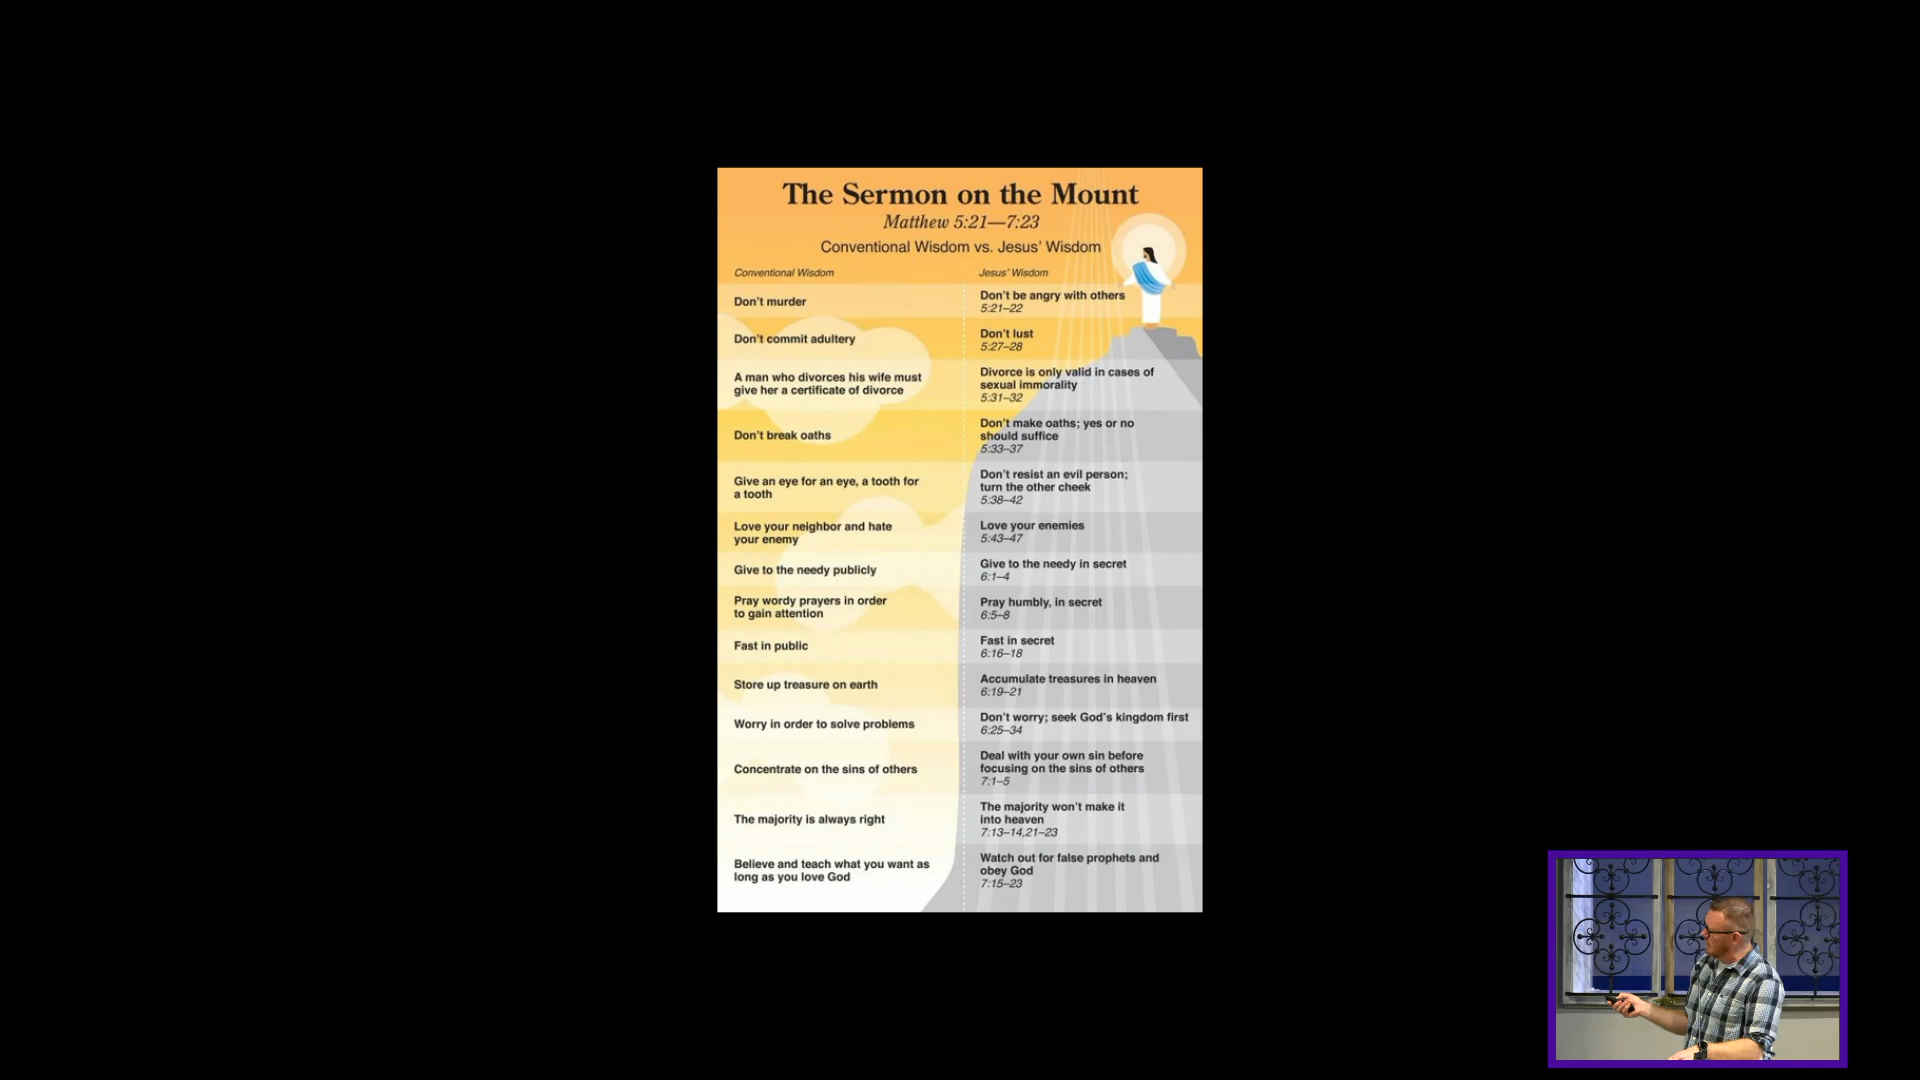 The Sermon on the Mount
Matthew 5:21—7:23
Conventional Wisdom vs. Jesus' Wisdom
Conventional Wisdom
Jesus' Wisdom
Don't murder
Don't be angry with others
5:21–22
Don't commit adultery
Don't lust
5:27–28
A man who divorces his wife must
give her a certificate of divorce
Divorce is only valid in cases of
sexual immorality
5:31–32
Don't break oaths
Don't make oaths; yes or no
should suffice
5:33–37
Give an eye for an eye, a tooth for
a tooth
Don't resist an evil person;
turn the other cheek
5:38–42
Love your neighbor and hate
your enemy
Love your enemies
5:43–47
Give to the needy publicly
Give to the needy in secret
6:1–4
Pray wordy prayers in order
to gain attention
Pray humbly, in secret
6:5–8
Fast in public
Fast in secret
6:16–18
Store up treasure on earth
Accumulate treasures in heaven
6:19–21
Worry in order to solve problems
Don't worry; seek God's kingdom first
6:25–34
Concentrate on the sins of others
Deal with your own sin before
focusing on the sins of others
7:1–5
The majority is always right
The majority won't make it
into heaven
7:13–14,21–23
Believe and teach what you want as
long as you love God
Watch out for false prophets and
obey God
7:15–23